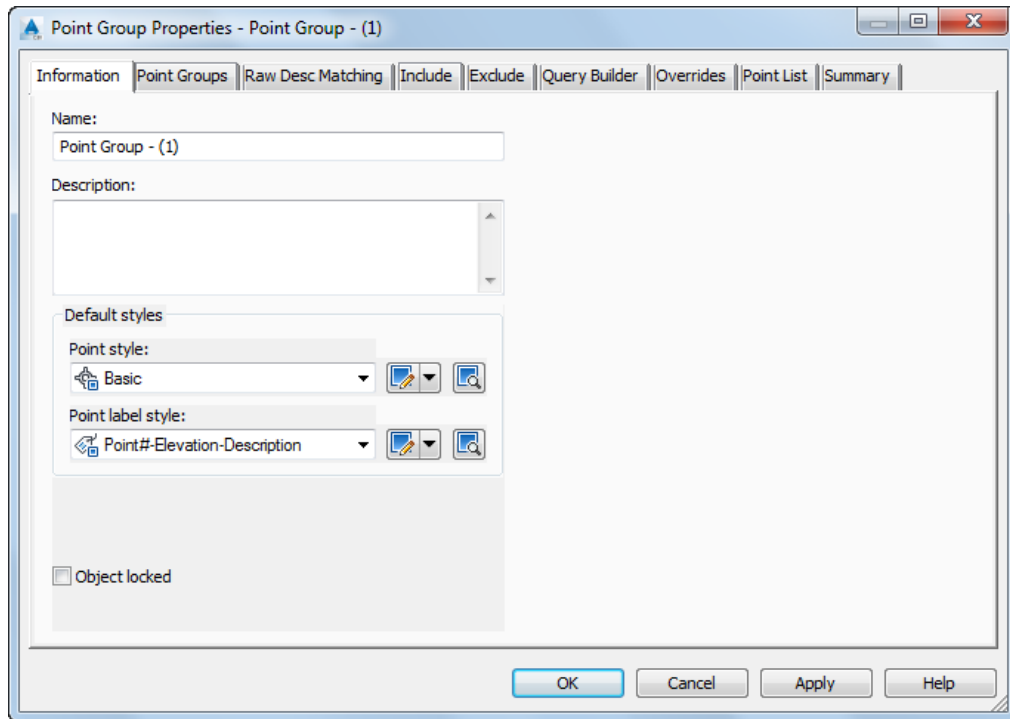 Point Group Properties - Point Group - (1)
Information Point Groups Raw Desc Matching Include Exclude Query Builder Overrides Point List Summary
Name:
Point Group - (1)
Description:
Default styles
Point style:
Basic
Point label style:
Point#-Elevation-Description
Object locked
OK Cancel Apply Help